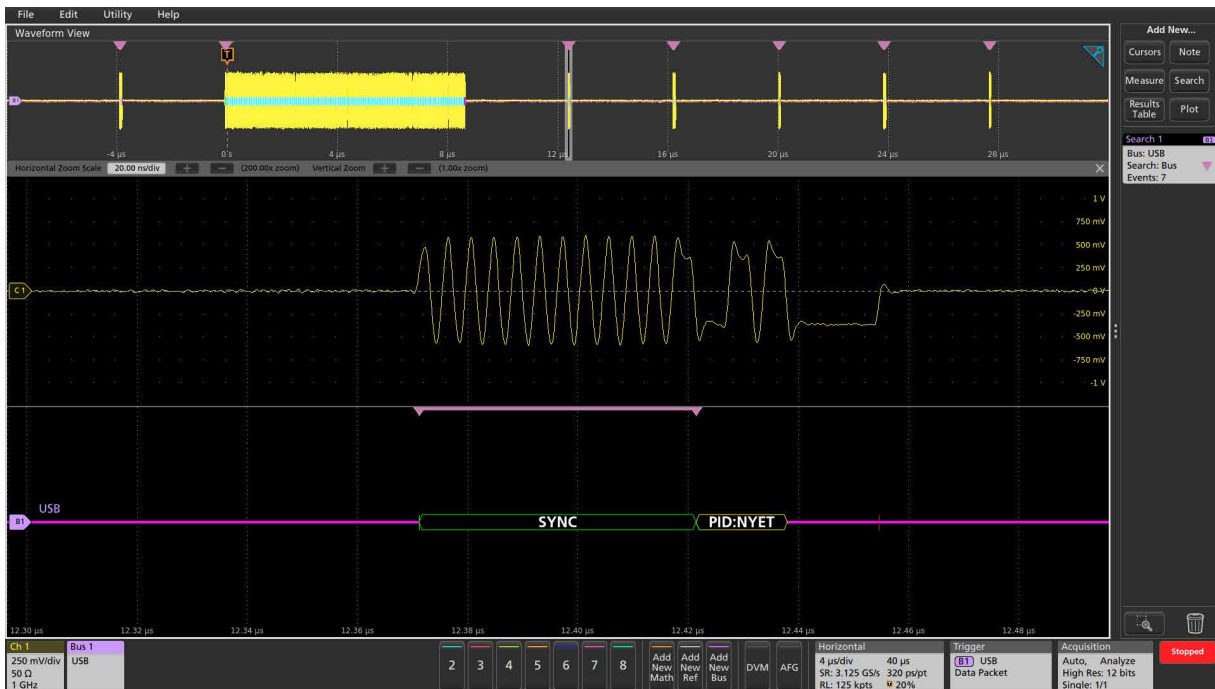 File Edit Utility Help
Waveform View
Add New...
Cursors Note
Measure Search
Results Table Plot
Search 1 B1
Bus: USB
Search: Bus
Events: 7
T
B1
-4 µs 0 s 4 µs 8 µs 12 µs 16 µs 20 µs 24 µs 28 µs
Horizontal Zoom Scale 20.00 ns/div + - (200.00x zoom) Vertical Zoom + - (1.00x zoom) X
1 V
750 mV
500 mV
250 mV
C1 0 V
-250 mV
-500 mV
-750 mV
-1 V
USB
B1 SYNC PID:NYET
12.30 µs 12.32 µs 12.34 µs 12.36 µs 12.38 µs 12.40 µs 12.42 µs 12.44 µs 12.46 µs 12.48 µs
Ch 1
250 mV/div
50 Ω
1 GHz
Bus 1
USB
2 3 4 5 6 7 8
Add New Math
Add New Ref
Add New Bus
DVM AFG
Horizontal
4 µs/div 40 µs
SR: 3.125 GS/s 320 ps/pt
RL: 125 kpts 20%
Trigger
B1 USB
Data Packet
Acquisition
Auto, Analyze
High Res: 12 bits
Single: 1/1
Stopped